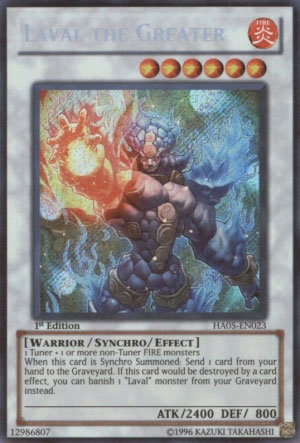 LAVAL THE GREATER
FIRE
炎
1st Edition
HA05-EN023
[WARRIOR / SYNCHRO / EFFECT]
1 Tuner + 1 or more non-Tuner FIRE monsters
When this card is Synchro Summoned: Send 1 card from your
hand to the Graveyard. If this card would be destroyed by a card
effect, you can banish 1 "Laval" monster from your Graveyard
instead.
ATK/2400 DEF/ 800
12986807
©1996 KAZUKI TAKAHASHI